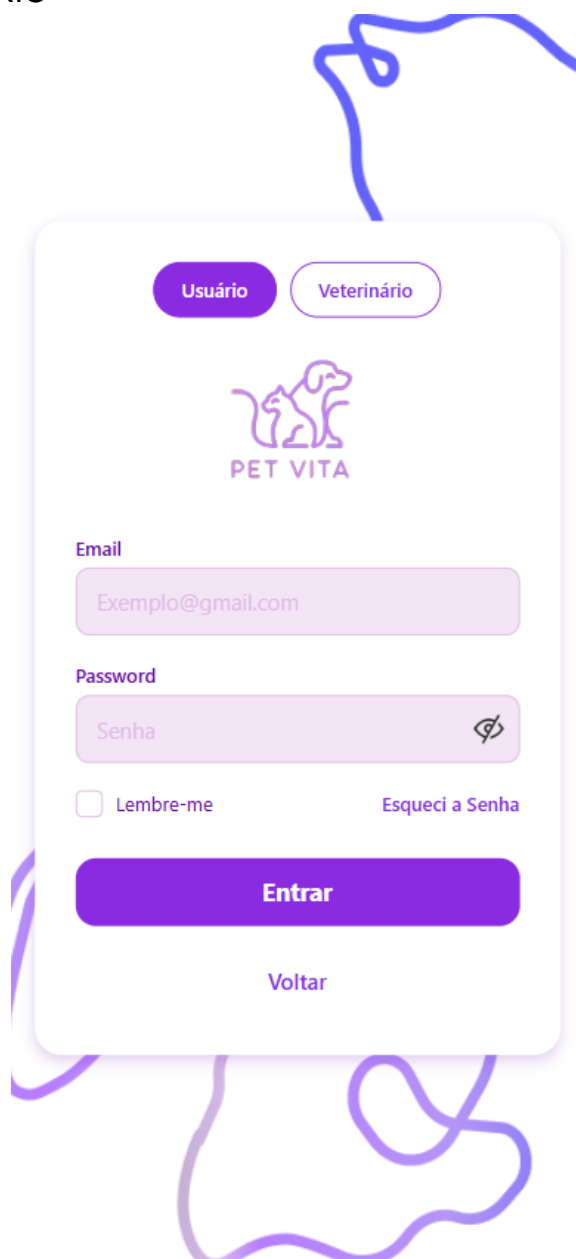 Usuário
Veterinário
PET VITA
Email
Exemplo@gmail.com
Password
Senha
Lembre-me
Esqueci a Senha
Entrar
Voltar